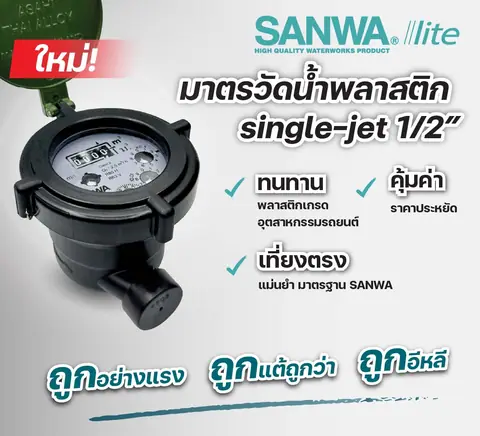 ASAHI
THAI ALLOY
SANWA® lite
HIGH QUALITY WATERWORKS PRODUCT
ใหม่!
มาตรวัดน้ำพลาสติก
single-jet 1/2”
ทนทาน
พลาสติกเกรด
อุตสาหกรรมรถยนต์
คุ้มค่า
ราคาประหยัด
เที่ยงตรง
แม่นยำ มาตรฐาน SANWA
SANWA
ถูกอย่างแรง ถูกแต้ถูกว่า ถูกอีหลี